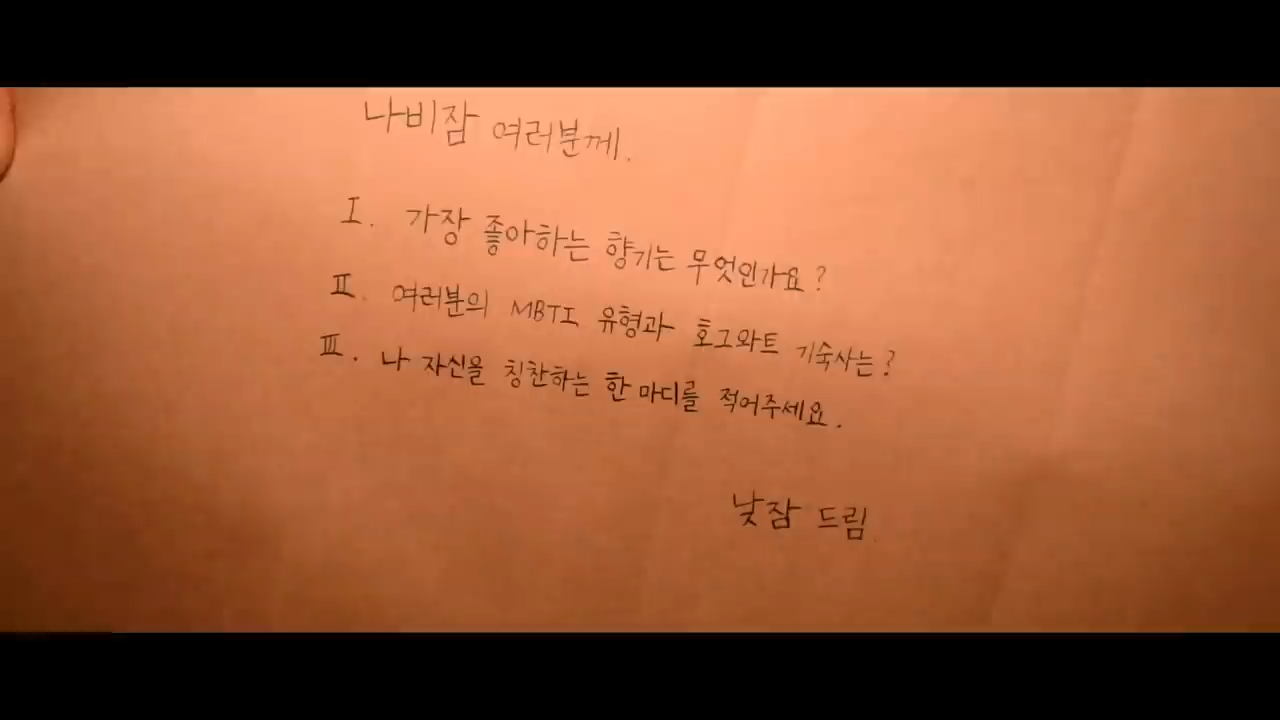 나비잠 여러분께.
I. 가장 좋아하는 향기는 무엇인가요?
II. 여러분의 MBTI 유형과 호그와트 기숙사는?
III. 나 자신을 칭찬하는 한 마디를 적어주세요.
낮잠 드림.